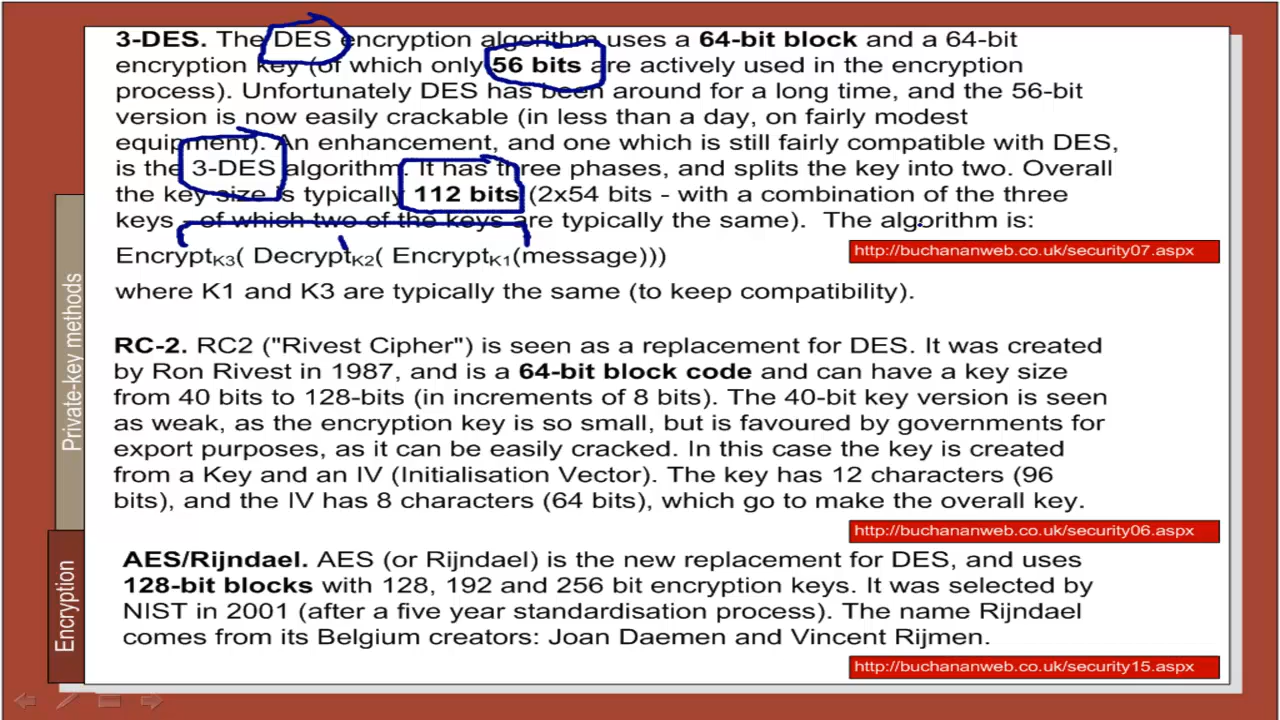 3-DES. The DES encryption algorithm uses a 64-bit block and a 64-bit
encryption key (of which only 56 bits are actively used in the encryption
process). Unfortunately DES has been around for a long time, and the 56-bit
version is now easily crackable (in less than a day, on fairly modest
equipment). An enhancement, and one which is still fairly compatible with DES,
is the 3-DES algorithm. It has three phases, and splits the key into two. Overall
the key size is typically 112 bits (2x54 bits - with a combination of the three
keys - of which two of the keys are typically the same). The algorithm is:
EncryptK3( DecryptK2( EncryptK1(message)))
http://buchananweb.co.uk/security07.aspx
where K1 and K3 are typically the same (to keep compatibility).
RC-2. RC2 ("Rivest Cipher") is seen as a replacement for DES. It was created
by Ron Rivest in 1987, and is a 64-bit block code and can have a key size
from 40 bits to 128-bits (in increments of 8 bits). The 40-bit key version is seen
as weak, as the encryption key is so small, but is favoured by governments for
export purposes, as it can be easily cracked. In this case the key is created
from a Key and an IV (Initialisation Vector). The key has 12 characters (96
bits), and the IV has 8 characters (64 bits), which go to make the overall key.
http://buchananweb.co.uk/security06.aspx
AES/Rijndael. AES (or Rijndael) is the new replacement for DES, and uses
128-bit blocks with 128, 192 and 256 bit encryption keys. It was selected by
NIST in 2001 (after a five year standardisation process). The name Rijndael
comes from its Belgium creators: Joan Daemen and Vincent Rijmen.
http://buchananweb.co.uk/security15.aspx
Private-key methods
Encryption